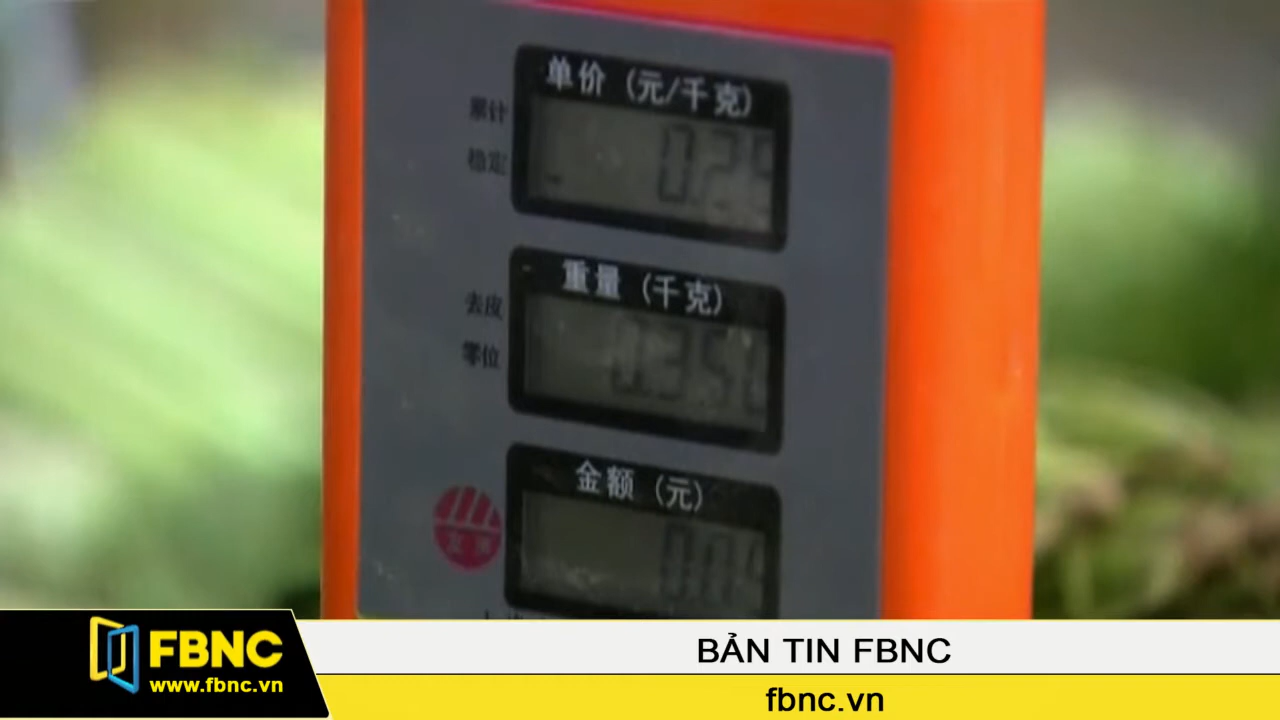 单价 (元/千克)
累计
稳定
重量 (千克)
去皮
零位
金额 (元)
FBNC
www.fbnc.vn
BẢN TIN FBNC
fbnc.vn